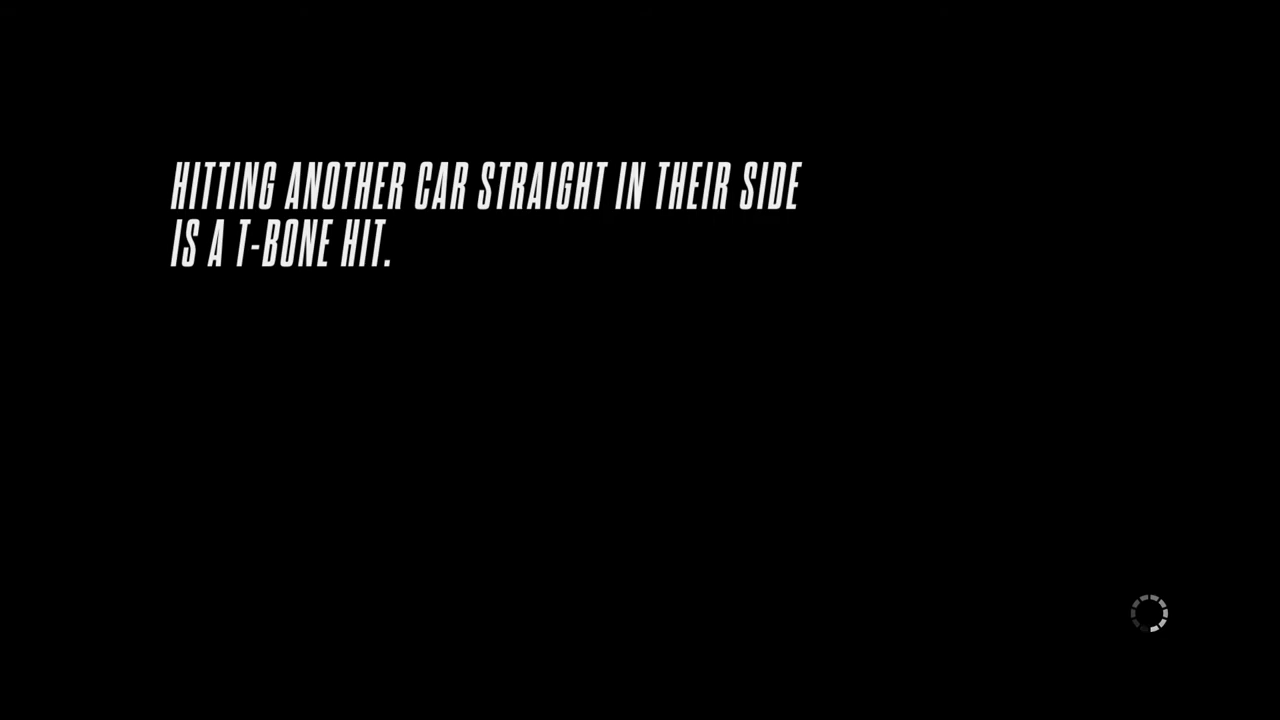 HITTING ANOTHER CAR STRAIGHT IN THEIR SIDE
IS A T-BONE HIT.